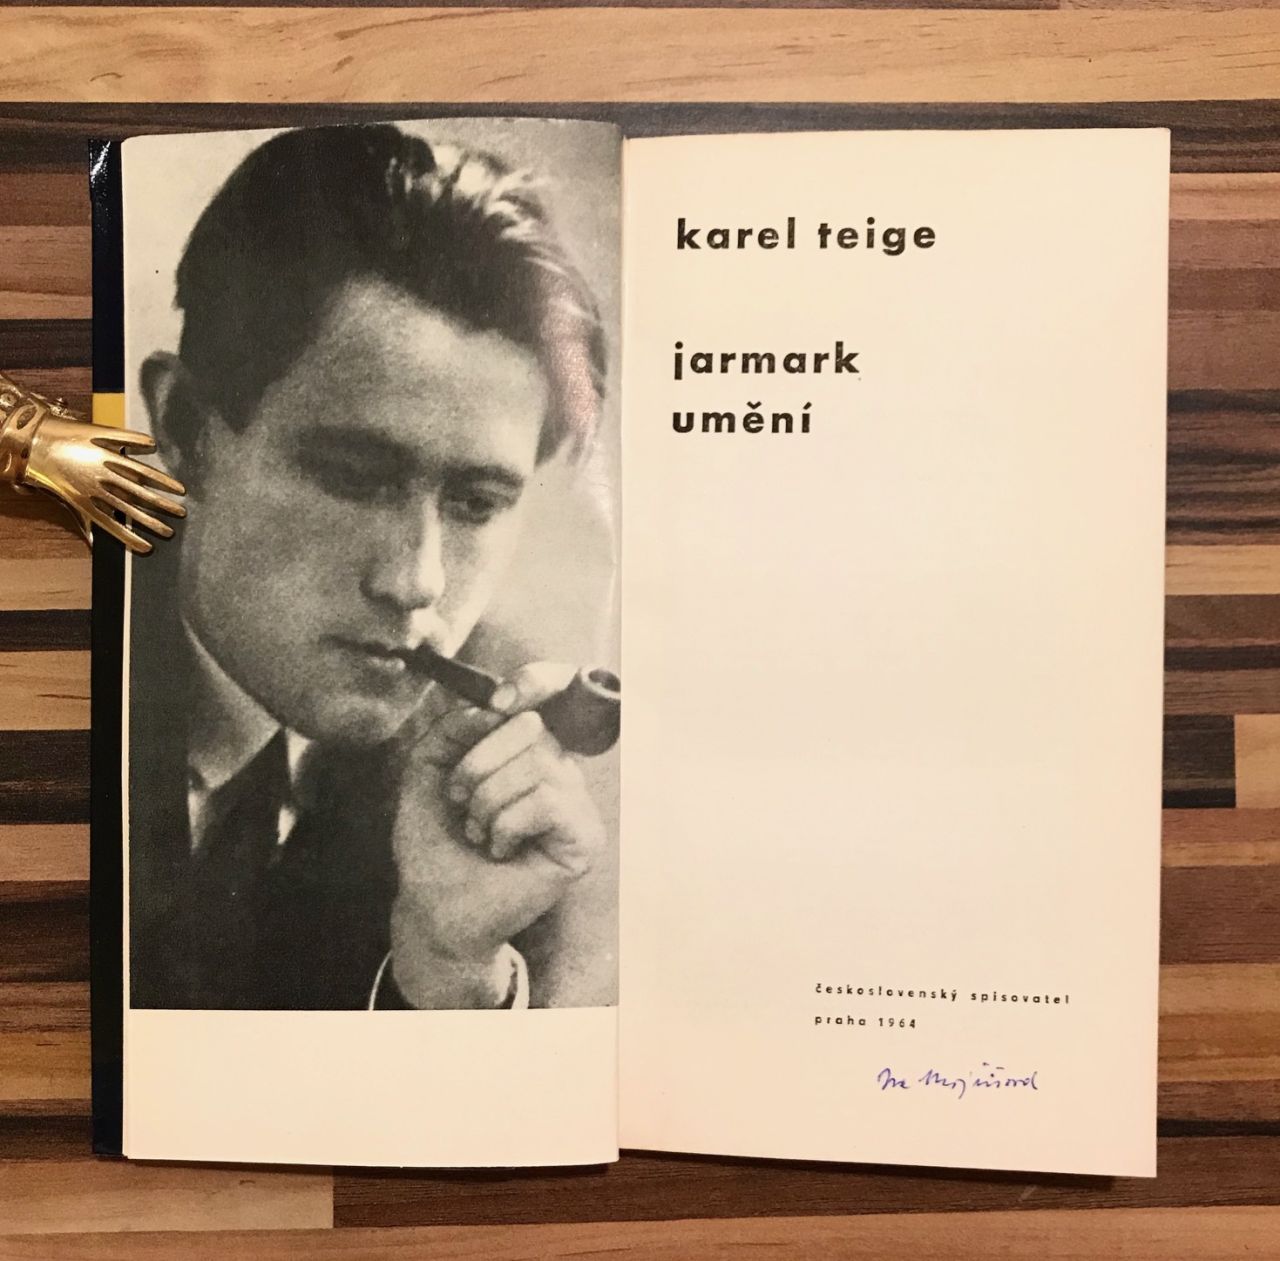 karel teige
jarmark
umění
československý spisovatel
praha 1964